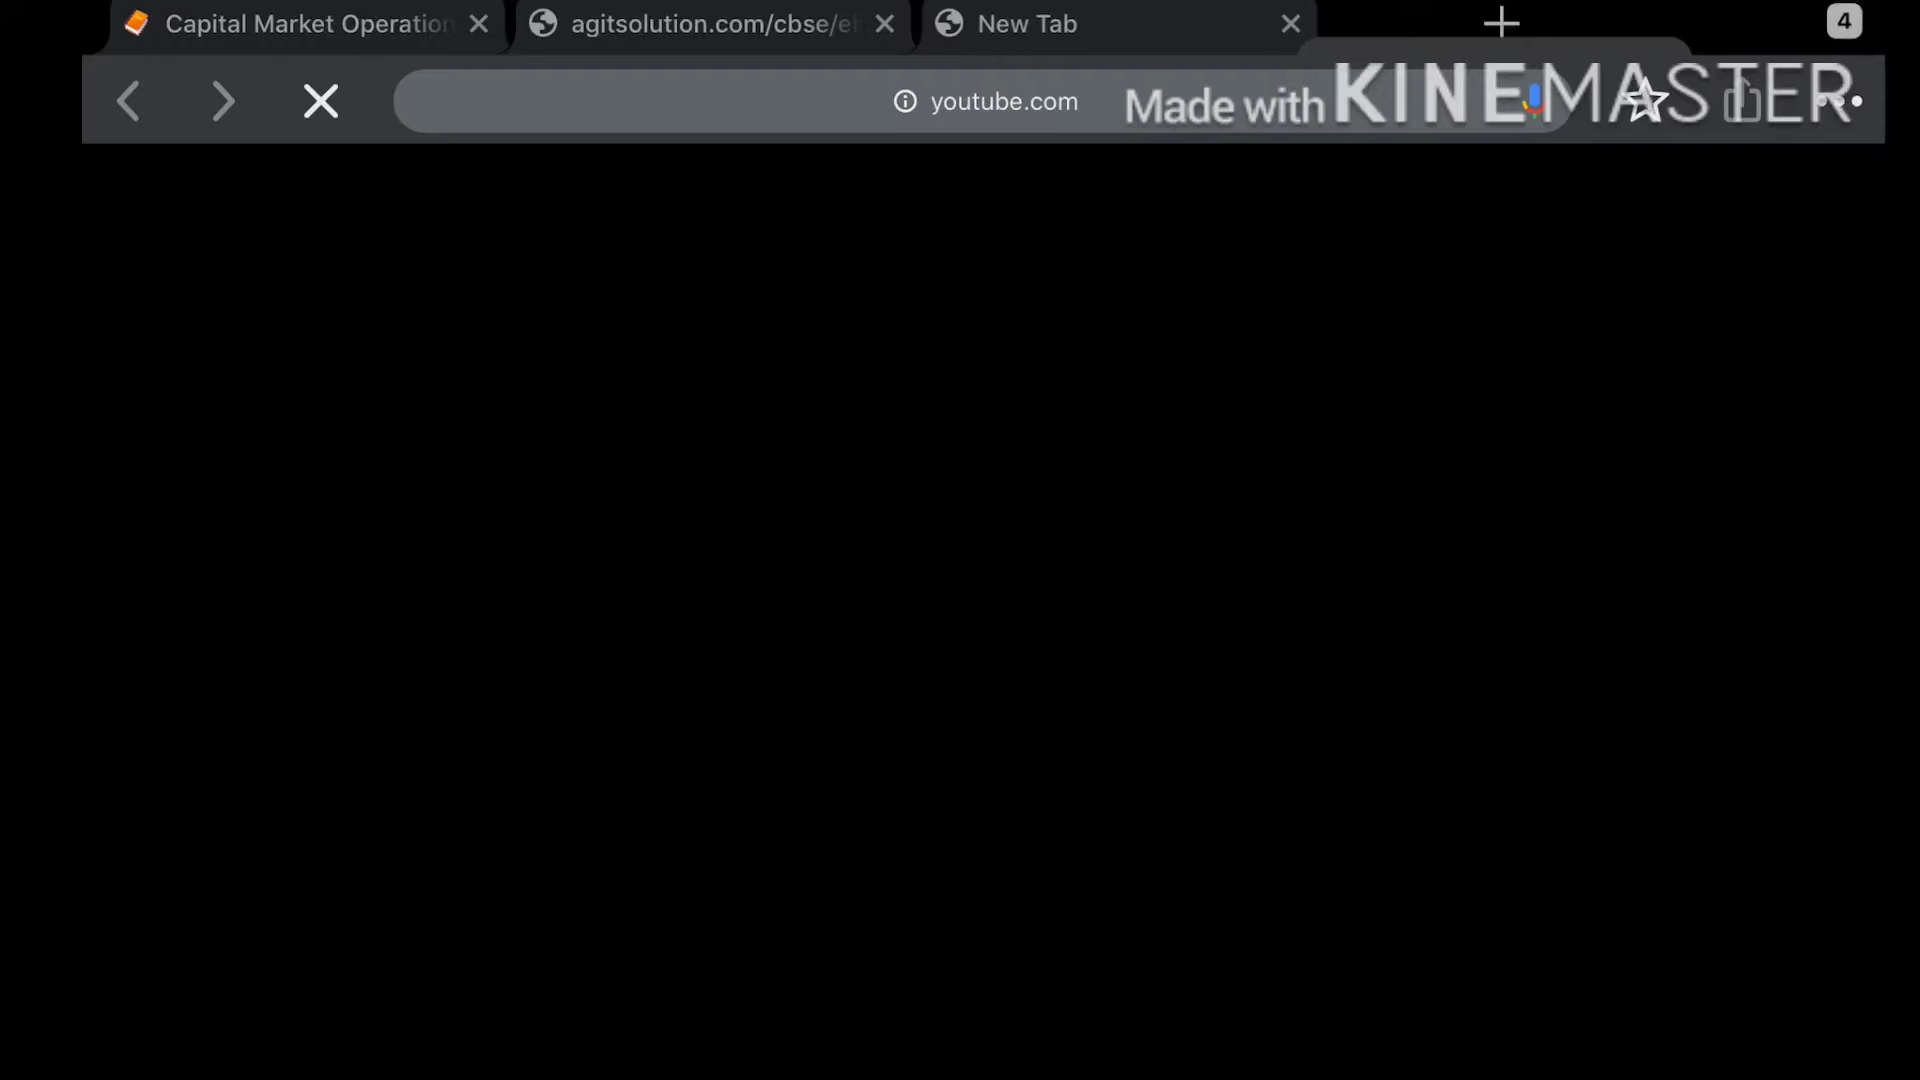 Capital Market Operation
agitsolution.com/cbse/e
New Tab
4
youtube.com
Made with KINEMASTER